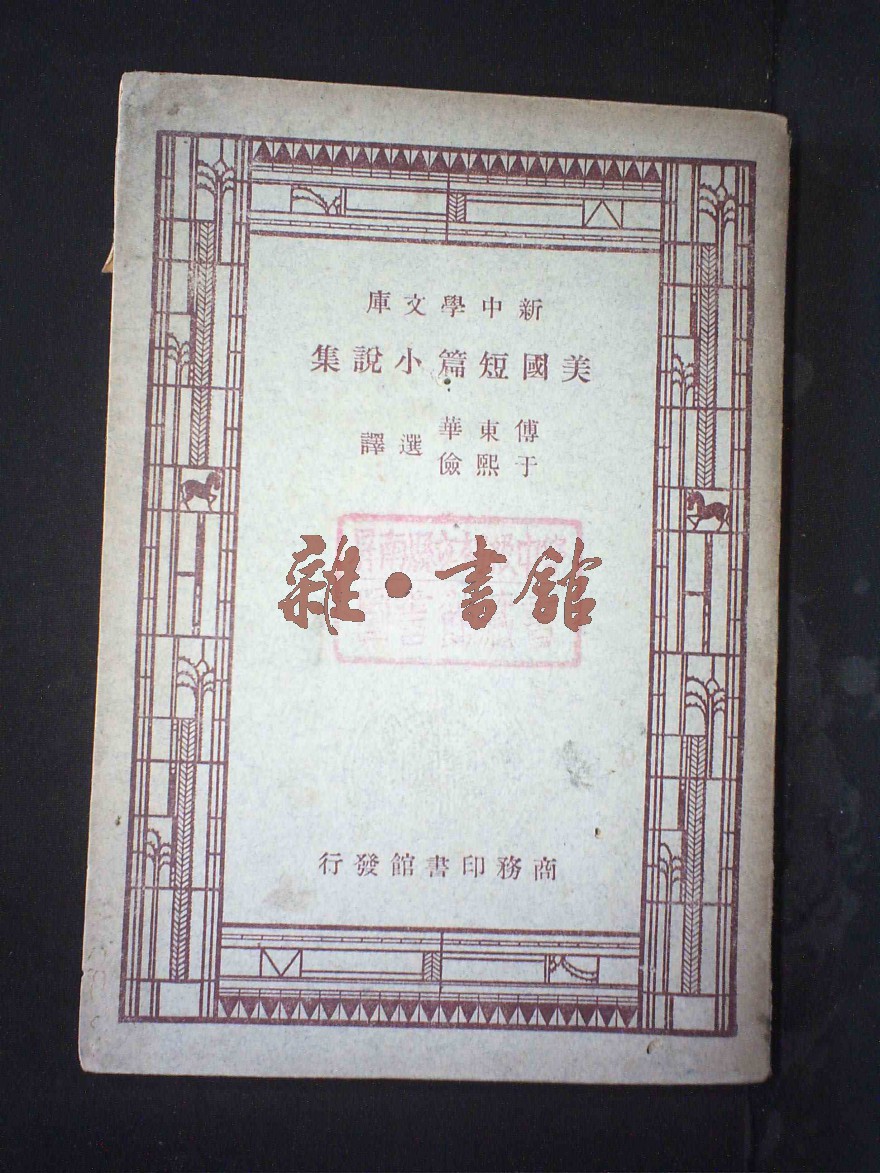 新中學文庫
美國短篇小說集
傅東華
于熙儉
選譯
雜·書館
商務印書館發行